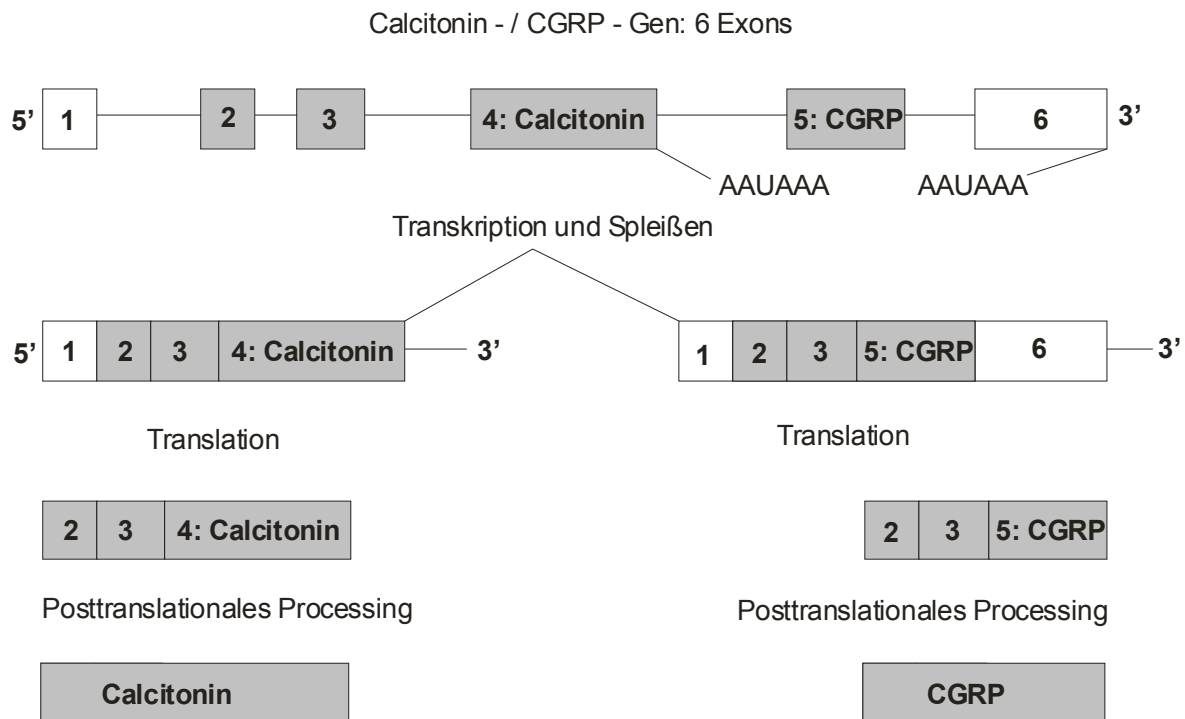 Calcitonin - / CGRP - Gen: 6 Exons
5’ 1 2 3 4: Calcitonin 5: CGRP 6 3’
AAUAAA AAUAAA
Transkription und Spleißen
5’ 1 2 3 4: Calcitonin 3’ 1 2 3 5: CGRP 6 3’
Translation Translation
2 3 4: Calcitonin 2 3 5: CGRP
Posttranslationales Processing Posttranslationales Processing
Calcitonin CGRP